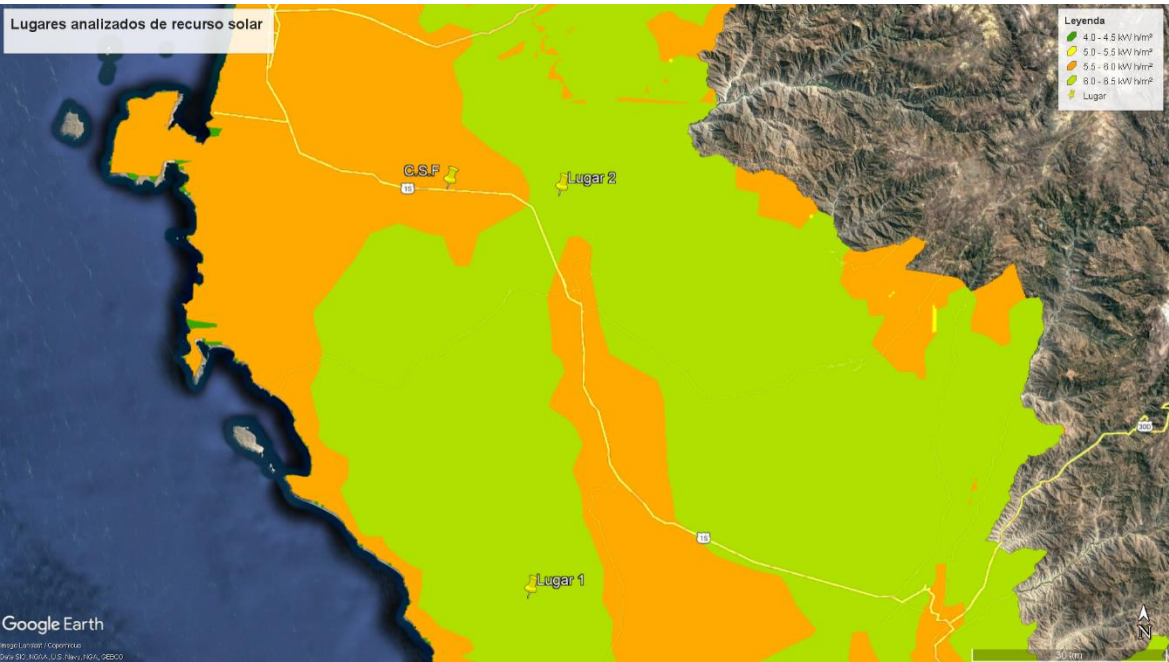 Lugares analizados de recurso solar
Leyenda
4.0 - 4.5 kW h/m²
5.0 - 5.5 kW h/m²
5.5 - 6.0 kW h/m²
6.0 - 6.5 kW h/m²
Lugar
C.S.F
15
Lugar 2
300
15
Lugar 1
N
Google Earth
Image Landsat / Copernicus
Data SIO, NOAA, U.S. Navy, NGA, GEBCO
30 km